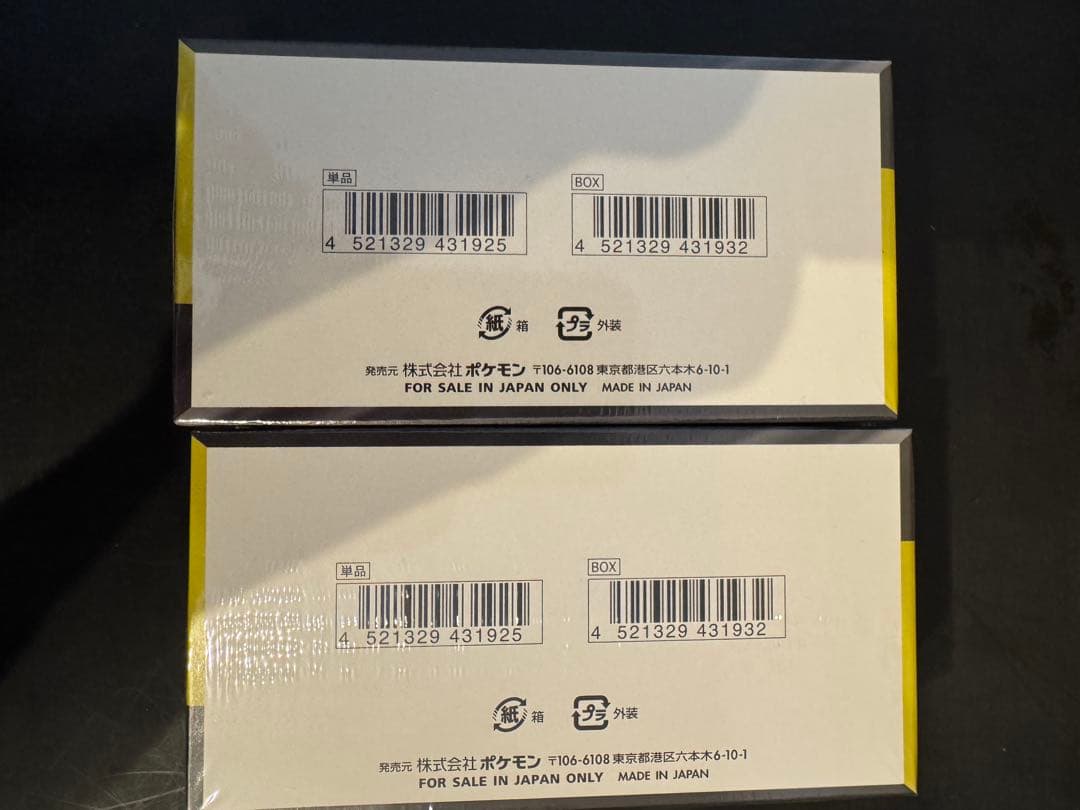 単品
BOX
4 521329 431925
4 521329 431932
紙 箱 プラ 外装
発売元 株式会社 ポケモン 〒106-6108 東京都港区六本木6-10-1
FOR SALE IN JAPAN ONLY MADE IN JAPAN
単品
BOX
4 521329 431925
4 521329 431932
紙 箱 プラ 外装
発売元 株式会社 ポケモン 〒106-6108 東京都港区六本木6-10-1
FOR SALE IN JAPAN ONLY MADE IN JAPAN